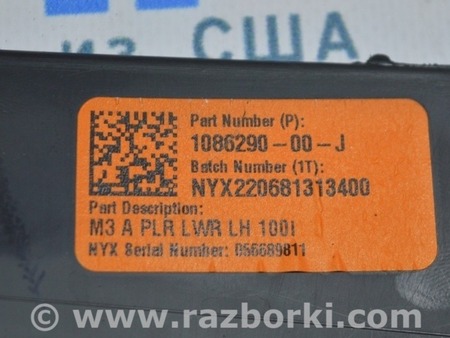 из США
Part Number (P):
1086290-00-J
Batch Number (1T):
NYX220681313400
Part Description:
M3 A PLR LWR LH 100I
NYX Serial Number: 056689811
www.razborki.com